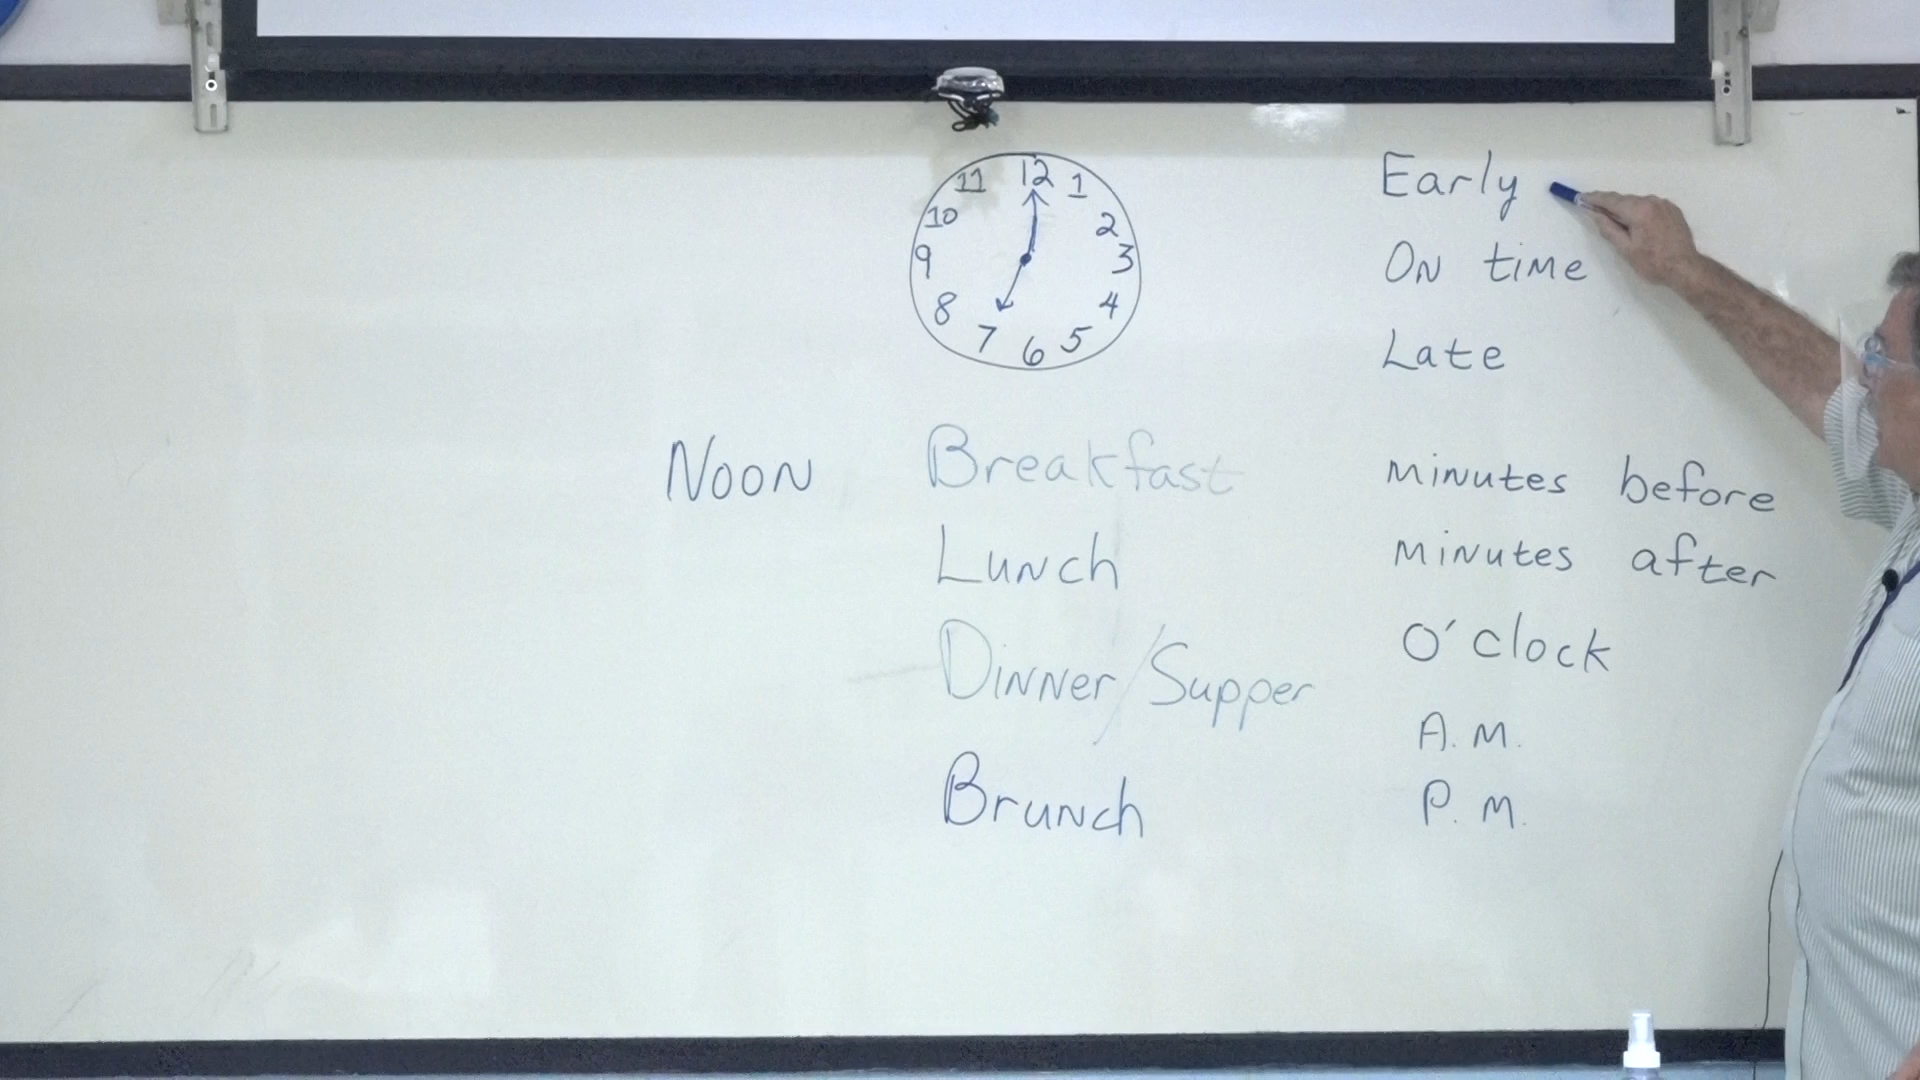 12
11
1
10
2
9
3
8
4
7
5
6
Early
On time
Late
Noon
Breakfast
Lunch
Dinner/Supper
Brunch
minutes before
minutes after
O'clock
A.M.
P.M.